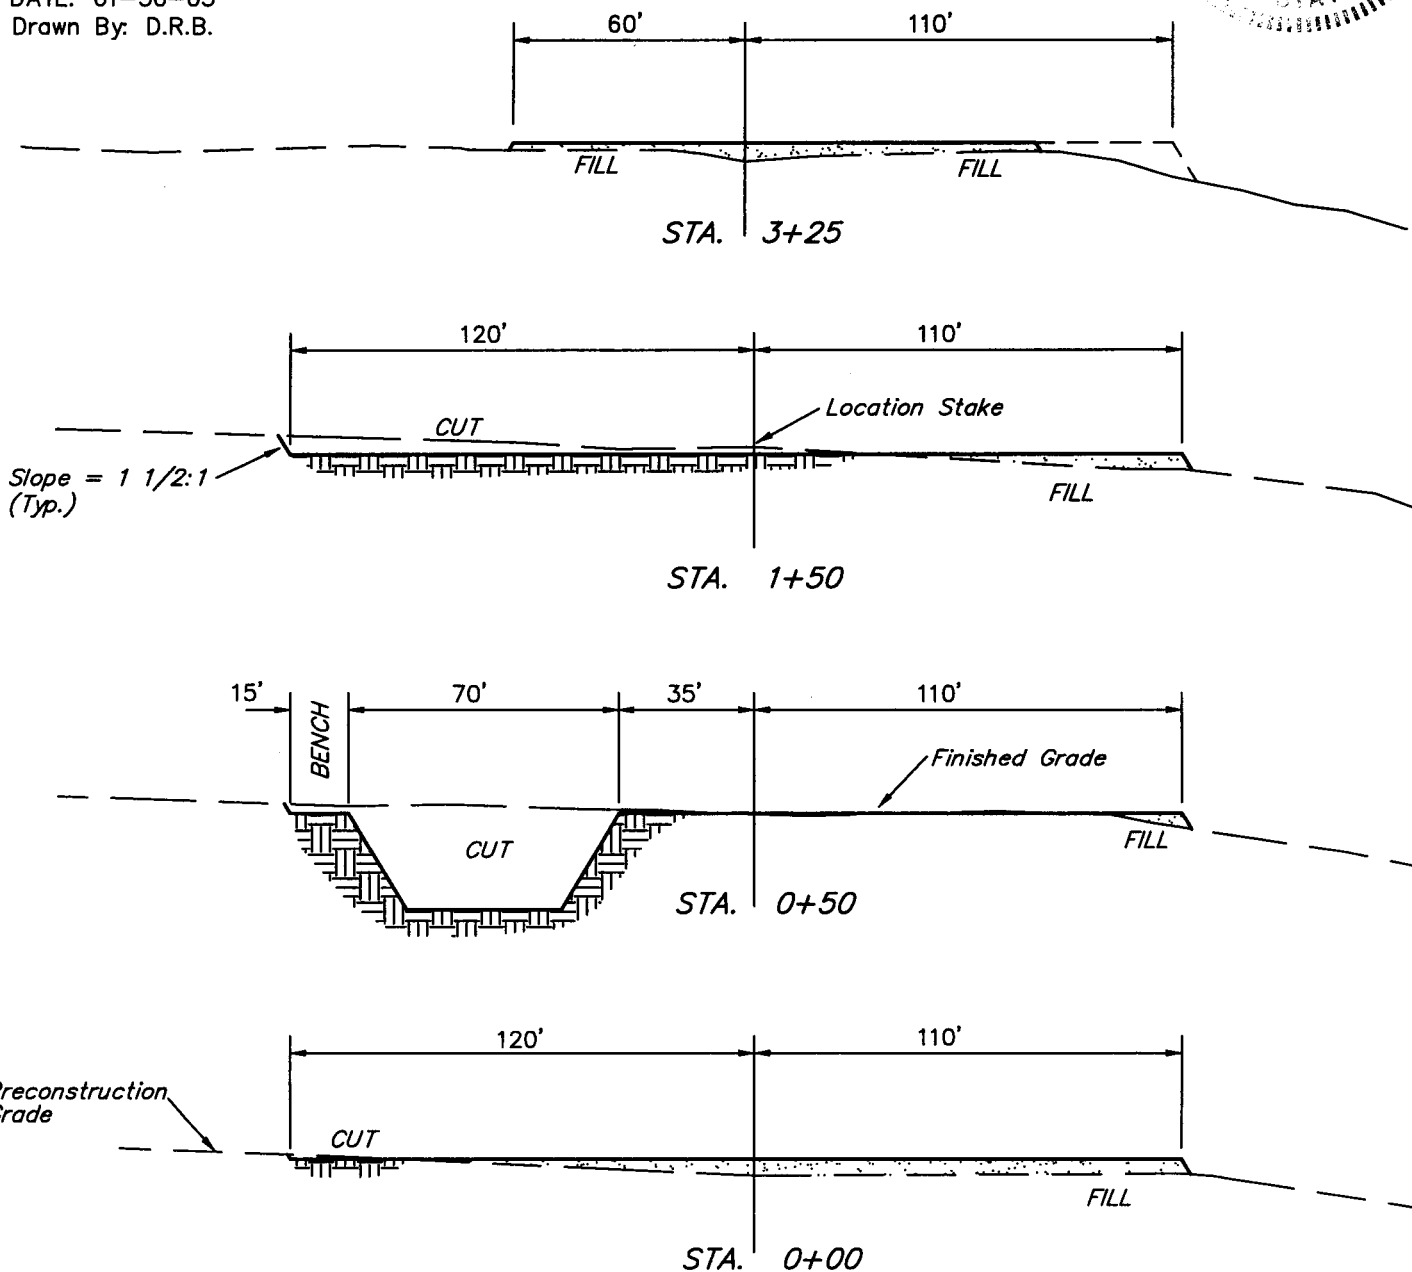 Drawn By: D.R.B.
60' 110'
FILL FILL
STA. 3+25
120' 110'
CUT
Location Stake
Slope = 1 1/2:1
(Typ.)
FILL
STA. 1+50
15' 70' 35' 110'
BENCH
Finished Grade
CUT
FILL
STA. 0+50
120' 110'
Preconstruction
Grade
CUT
FILL
STA. 0+00